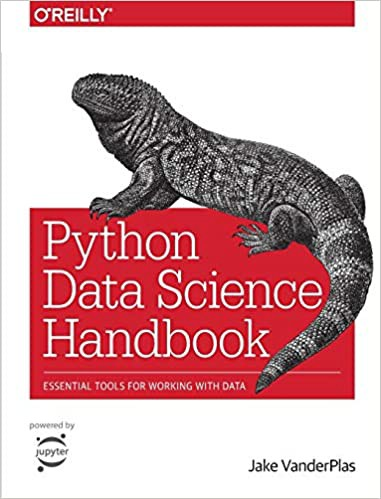 O'REILLY®
Python
Data Science
Handbook
ESSENTIAL TOOLS FOR WORKING WITH DATA
powered by
jupyter
Jake VanderPlas